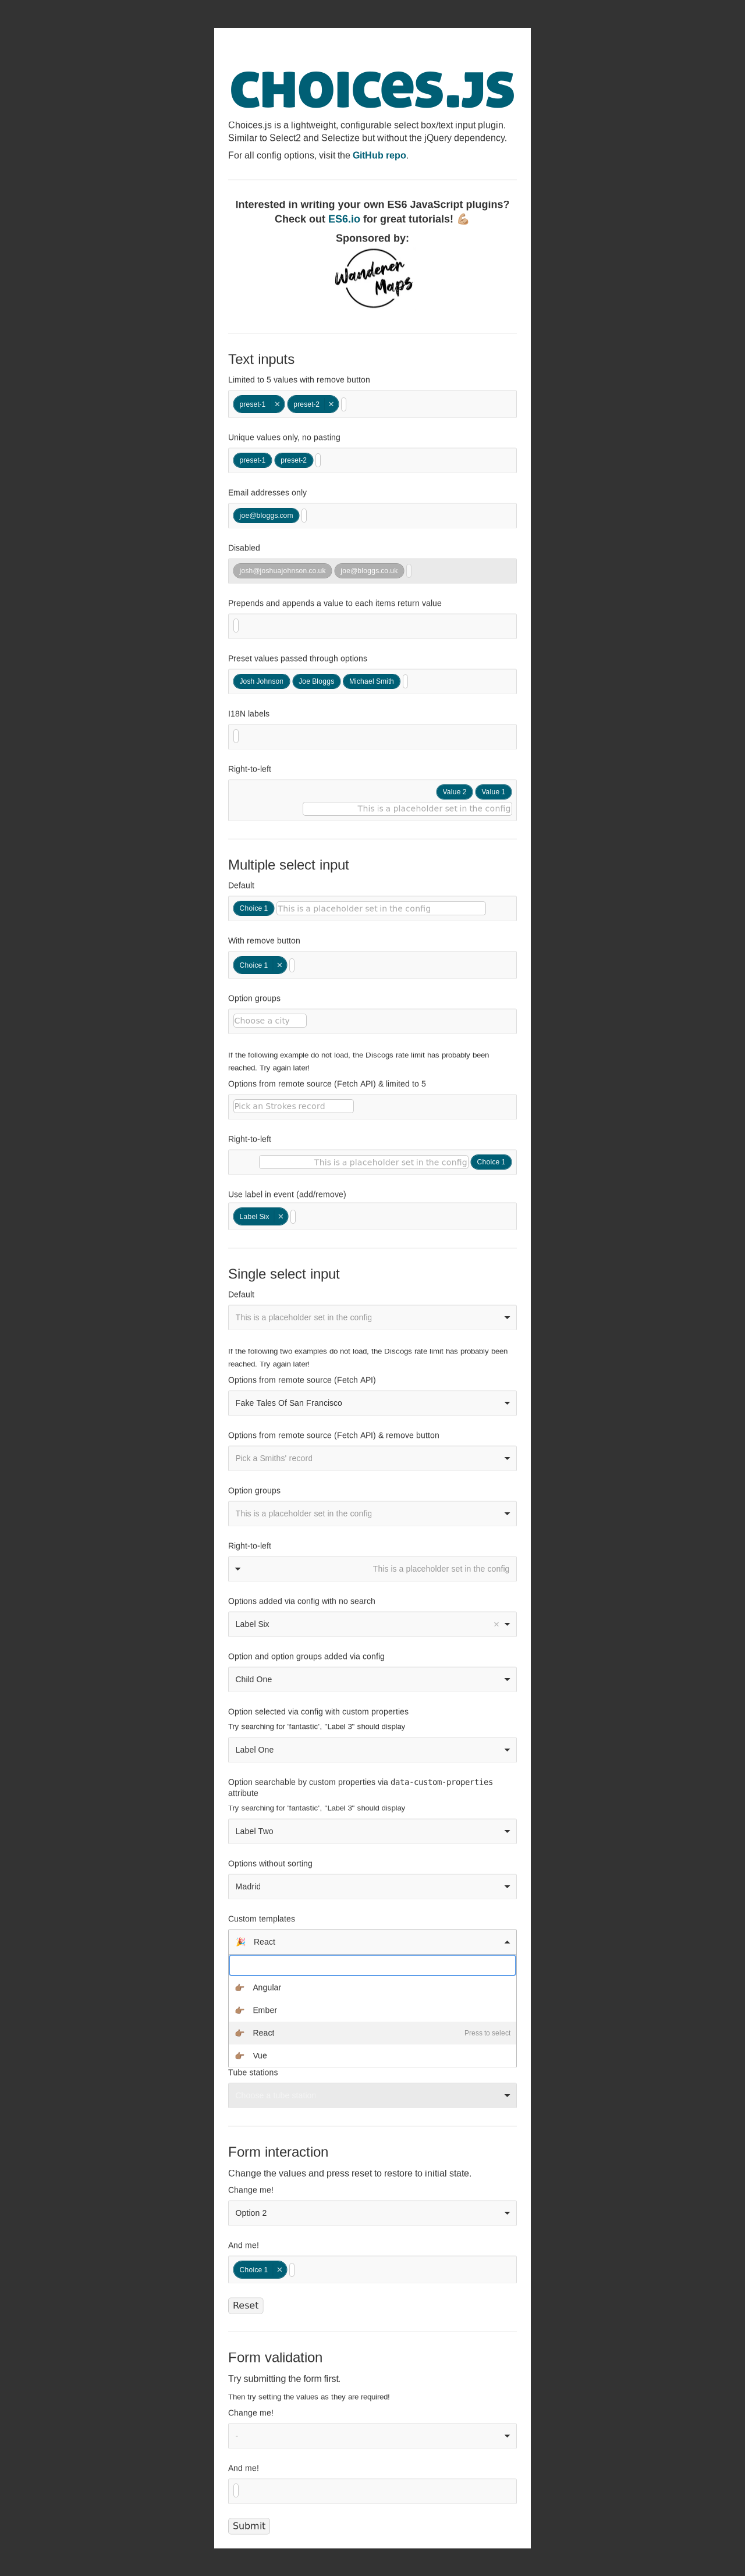 CHOICES.JS
Choices.js is a lightweight, configurable select box/text input plugin.
Similar to Select2 and Selectize but without the jQuery dependency.
For all config options, visit the GitHub repo.
Interested in writing your own ES6 JavaScript plugins?
Check out ES6.io for great tutorials! 💪🏼
Sponsored by:
Wanderer
Maps
Text inputs
Limited to 5 values with remove button
preset-1 × preset-2 ×
Unique values only, no pasting
preset-1 preset-2
Email addresses only
joe@bloggs.com
Disabled
josh@joshuajohnson.co.uk joe@bloggs.co.uk
Prepends and appends a value to each items return value
Preset values passed through options
Josh Johnson Joe Bloggs Michael Smith
I18N labels
Right-to-left
Value 2 Value 1
This is a placeholder set in the config
Multiple select input
Default
Choice 1 This is a placeholder set in the config
With remove button
Choice 1 ×
Option groups
Choose a city
If the following example do not load, the Discogs rate limit has probably been
reached. Try again later!
Options from remote source (Fetch API) & limited to 5
Pick an Strokes record
Right-to-left
This is a placeholder set in the config Choice 1
Use label in event (add/remove)
Label Six ×
Single select input
Default
This is a placeholder set in the config
If the following two examples do not load, the Discogs rate limit has probably been
reached. Try again later!
Options from remote source (Fetch API)
Fake Tales Of San Francisco
Options from remote source (Fetch API) & remove button
Pick a Smiths' record
Option groups
This is a placeholder set in the config
Right-to-left
This is a placeholder set in the config
Options added via config with no search
Label Six ×
Option and option groups added via config
Child One
Option selected via config with custom properties
Try searching for 'fantastic', "Label 3" should display
Label One
Option searchable by custom properties via data-custom-properties
attribute
Try searching for 'fantastic', "Label 3" should display
Label Two
Options without sorting
Madrid
Custom templates
🎉 React
👉🏽 Angular
👉🏽 Ember
👉🏽 React Press to select
👉🏽 Vue
Tube stations
Form interaction
Change the values and press reset to restore to initial state.
Change me!
Option 2
And me!
Choice 1 ×
Reset
Form validation
Try submitting the form first.
Then try setting the values as they are required!
Change me!
-
And me!
Submit